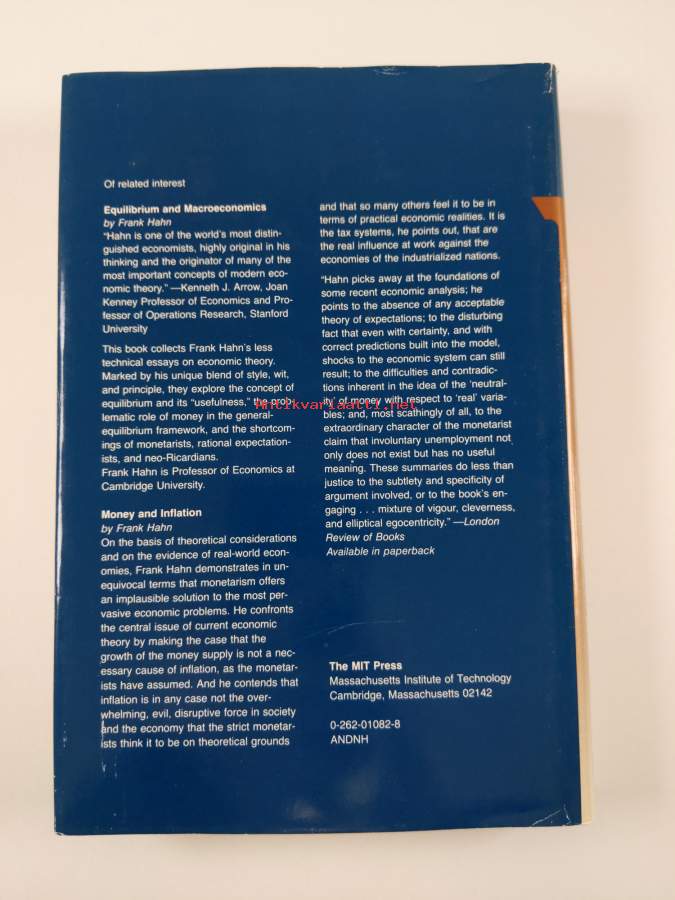 Of related interest
Equilibrium and Macroeconomics
by Frank Hahn
"Hahn is one of the world's most distin-
guished economists, highly original in his
thinking and the originator of many of the
most important concepts of modern eco-
nomic theory." —Kenneth J. Arrow, Joan
Kenney Professor of Economics and Pro-
fessor of Operations Research, Stanford
University
This book collects Frank Hahn's less
technical essays on economic theory.
Marked by his unique blend of style, wit,
and principle, they explore the concept of
equilibrium and its "usefulness," the prob-
lematic role of money in the general-
equilibrium framework, and the shortcom-
ings of monetarists, rational expectation-
ists, and neo-Ricardians.
Frank Hahn is Professor of Economics at
Cambridge University.
Money and Inflation
by Frank Hahn
On the basis of theoretical considerations
and on the evidence of real-world econ-
omies, Frank Hahn demonstrates in un-
equivocal terms that monetarism offers
an implausible solution to the most per-
vasive economic problems. He confronts
the central issue of current economic
theory by making the case that the
growth of the money supply is not a nec-
essary cause of inflation, as the monetar-
ists have assumed. And he contends that
inflation is in any case not the over-
whelming, evil, disruptive force in society
and the economy that the strict monetar-
ists think it to be on theoretical grounds
and that so many others feel it to be in
terms of practical economic realities. It is
the tax systems, he points out, that are
the real influence at work against the
economies of the industrialized nations.
"Hahn picks away at the foundations of
some recent economic analysis; he
points to the absence of any acceptable
theory of expectations; to the disturbing
fact that even with certainty, and with
correct predictions built into the model,
shocks to the economic system can still
result; to the difficulties and contradic-
tions inherent in the idea of the 'neutral-
ity' of money with respect to 'real' varia-
bles; and, most scathingly of all, to the
extraordinary character of the monetarist
claim that involuntary unemployment not
only does not exist but has no useful
meaning. These summaries do less than
justice to the subtlety and specificity of
argument involved, or to the book's en-
gaging . . . mixture of vigour, cleverness,
and elliptical egocentricity." —London
Review of Books
Available in paperback
The MIT Press
Massachusetts Institute of Technology
Cambridge, Massachusetts 02142
0-262-01082-8
ANDNH
Antikvariaatti.net